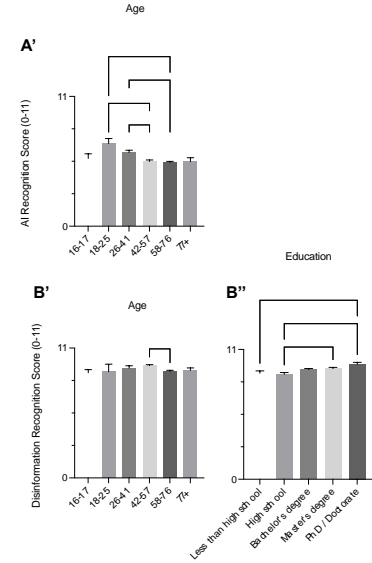 Age
A'
AI Recognition Score (0-11)
11
0
16-17
18-25
26-41
42-57
58-76
77+
Education
B'
B''
Age
Disinformation Recognition Score (0-11)
11
0
16-17
18-25
26-41
42-57
58-76
77+
11
0
Less than high school
High school
Bachelor's degree
Master's degree
PhD / Doctorate